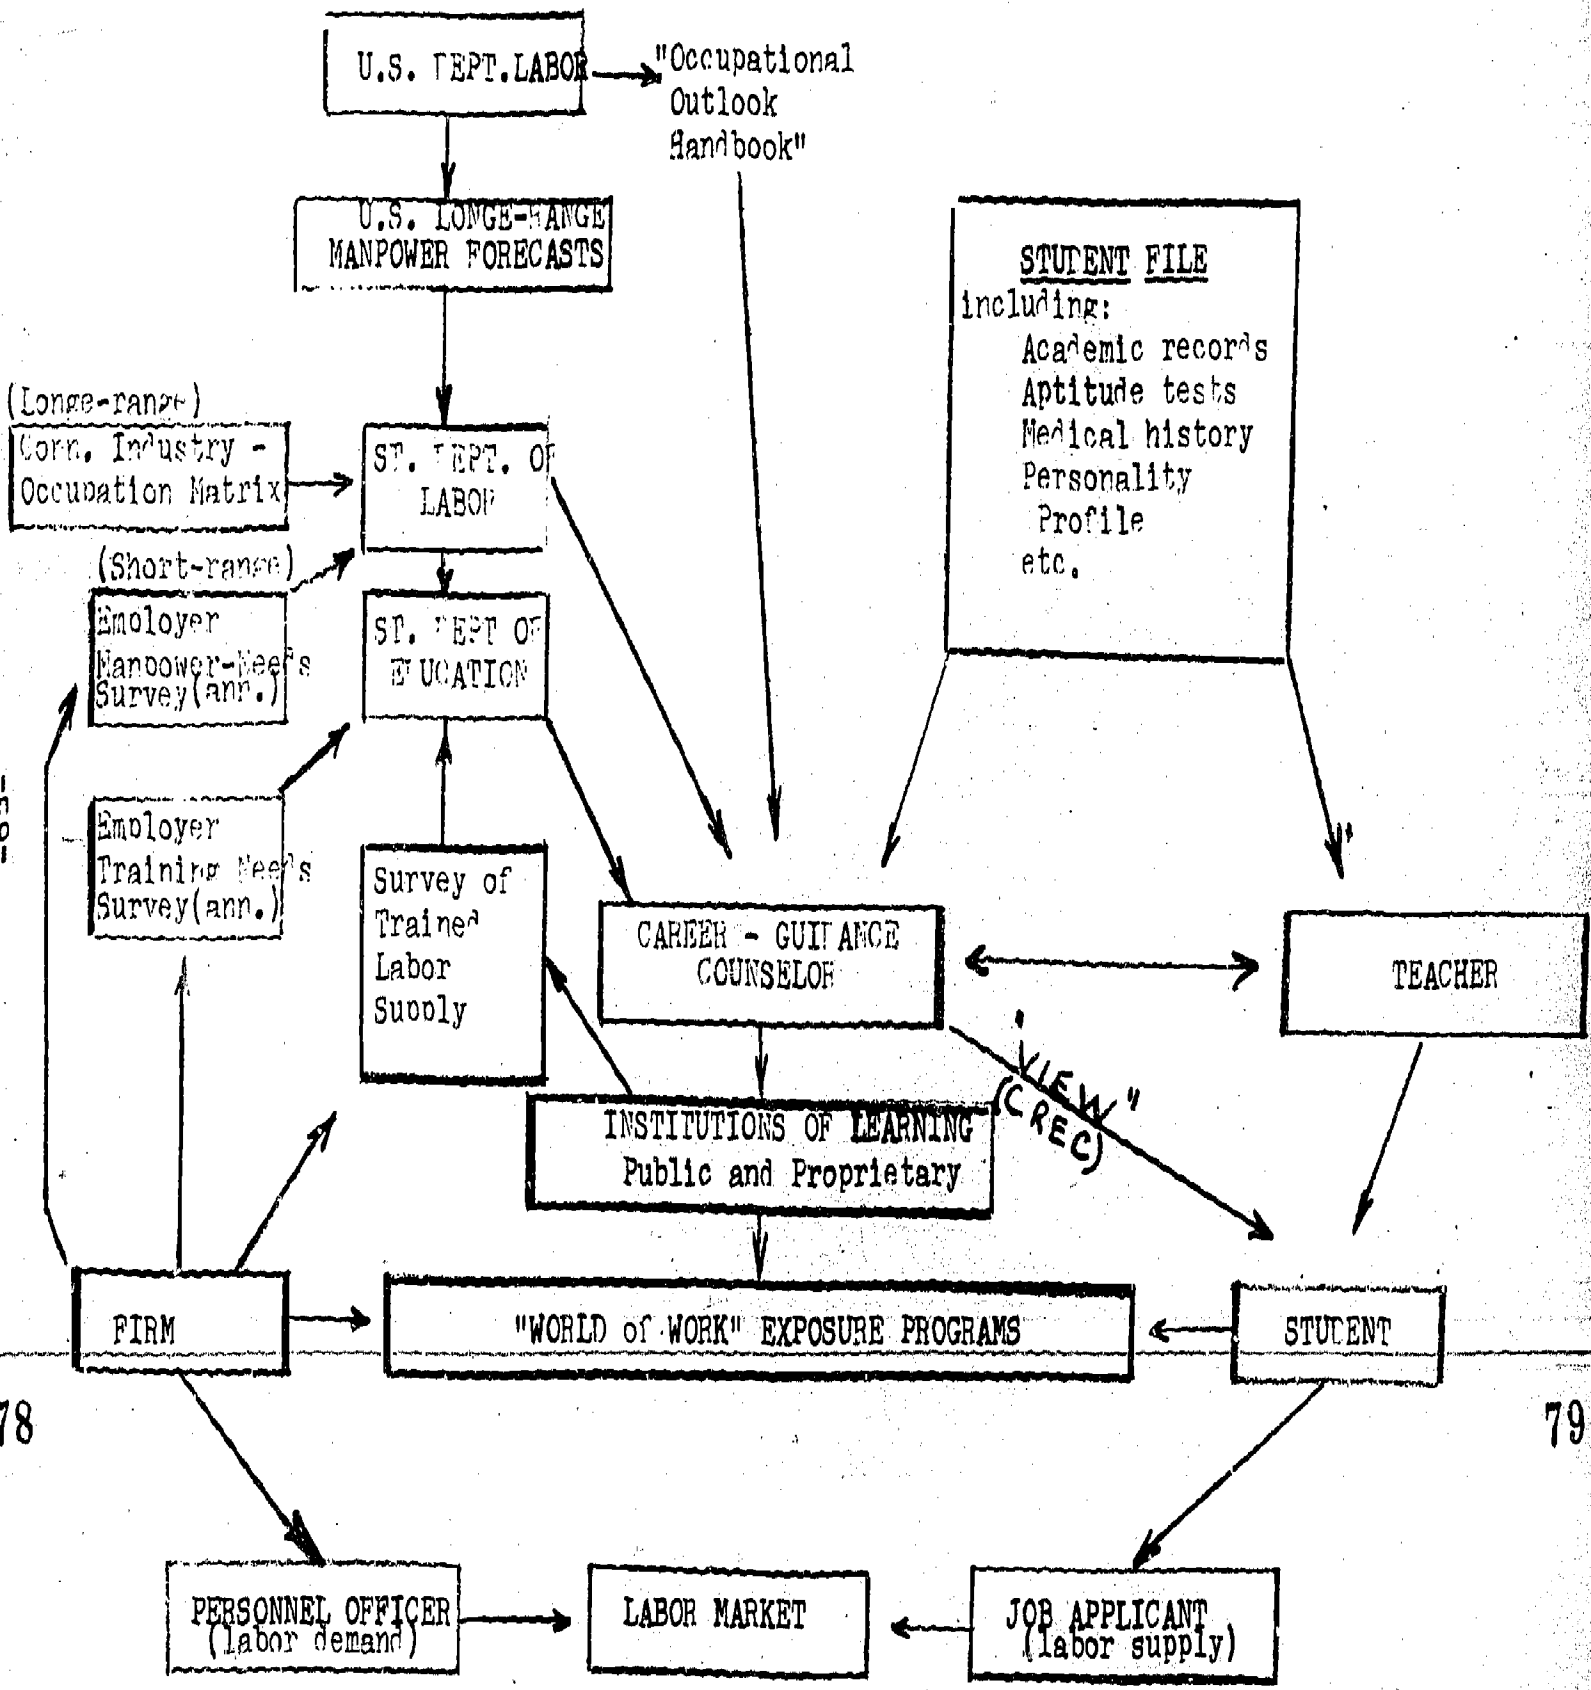 U.S. DEPT. LABOR
"Occupational
Outlook
Handbook"
U.S. LONGE-RANGE
MANPOWER FORECASTS
STUDENT FILE
including:
Academic records
Aptitude tests
Medical history
Personality
Profile
etc.
(Longe-range)
Conn. Industry -
Occupation Matrix
ST. DEPT. OF
LABOR
(Short-range)
Employer
Manpower-Needs
Survey(ann.)
ST. DEPT OF
EDUCATION
Employer
Training Needs
Survey(ann.)
Survey of
Trained
Labor
Supply
CAREER - GUIDANCE
COUNSELOR
TEACHER
"VIEW"
(CREC)
INSTITUTIONS OF LEARNING
Public and Proprietary
FIRM
"WORLD of WORK" EXPOSURE PROGRAMS
STUDENT
78
79
PERSONNEL OFFICER
(labor demand)
LABOR MARKET
JOB APPLICANT
(labor supply)